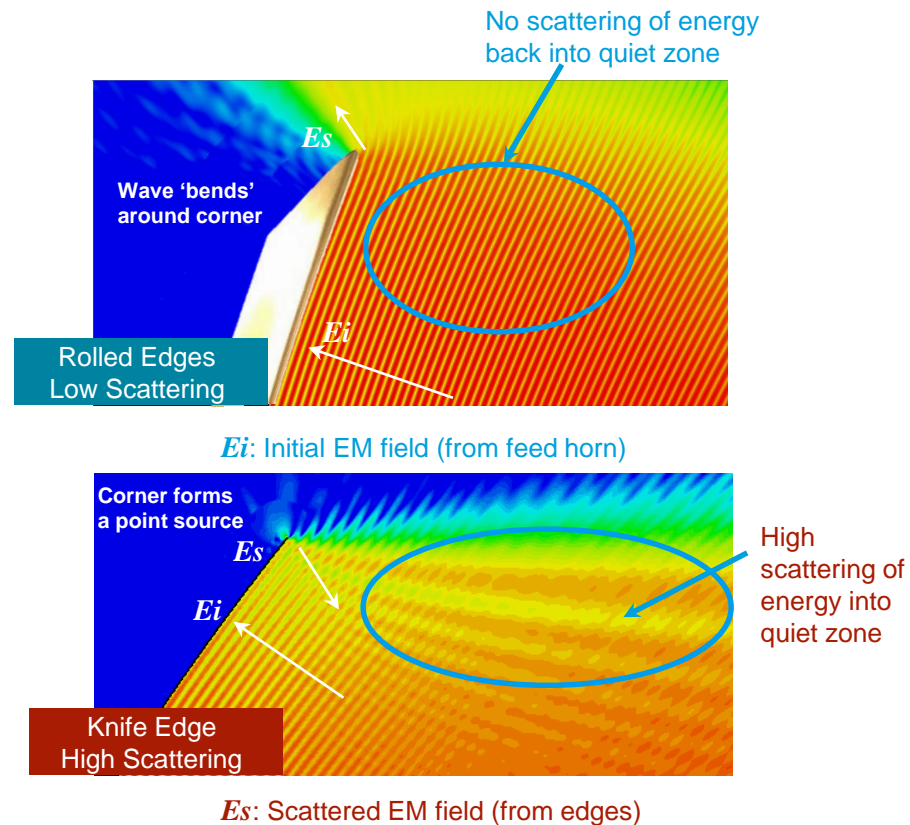 No scattering of energy
back into quiet zone
Es
Wave ‘bends’
around corner
Ei
Rolled Edges
Low Scattering
Ei: Initial EM field (from feed horn)
Corner forms
a point source
Es
Ei
High
scattering of
energy into
quiet zone
Knife Edge
High Scattering
Es: Scattered EM field (from edges)